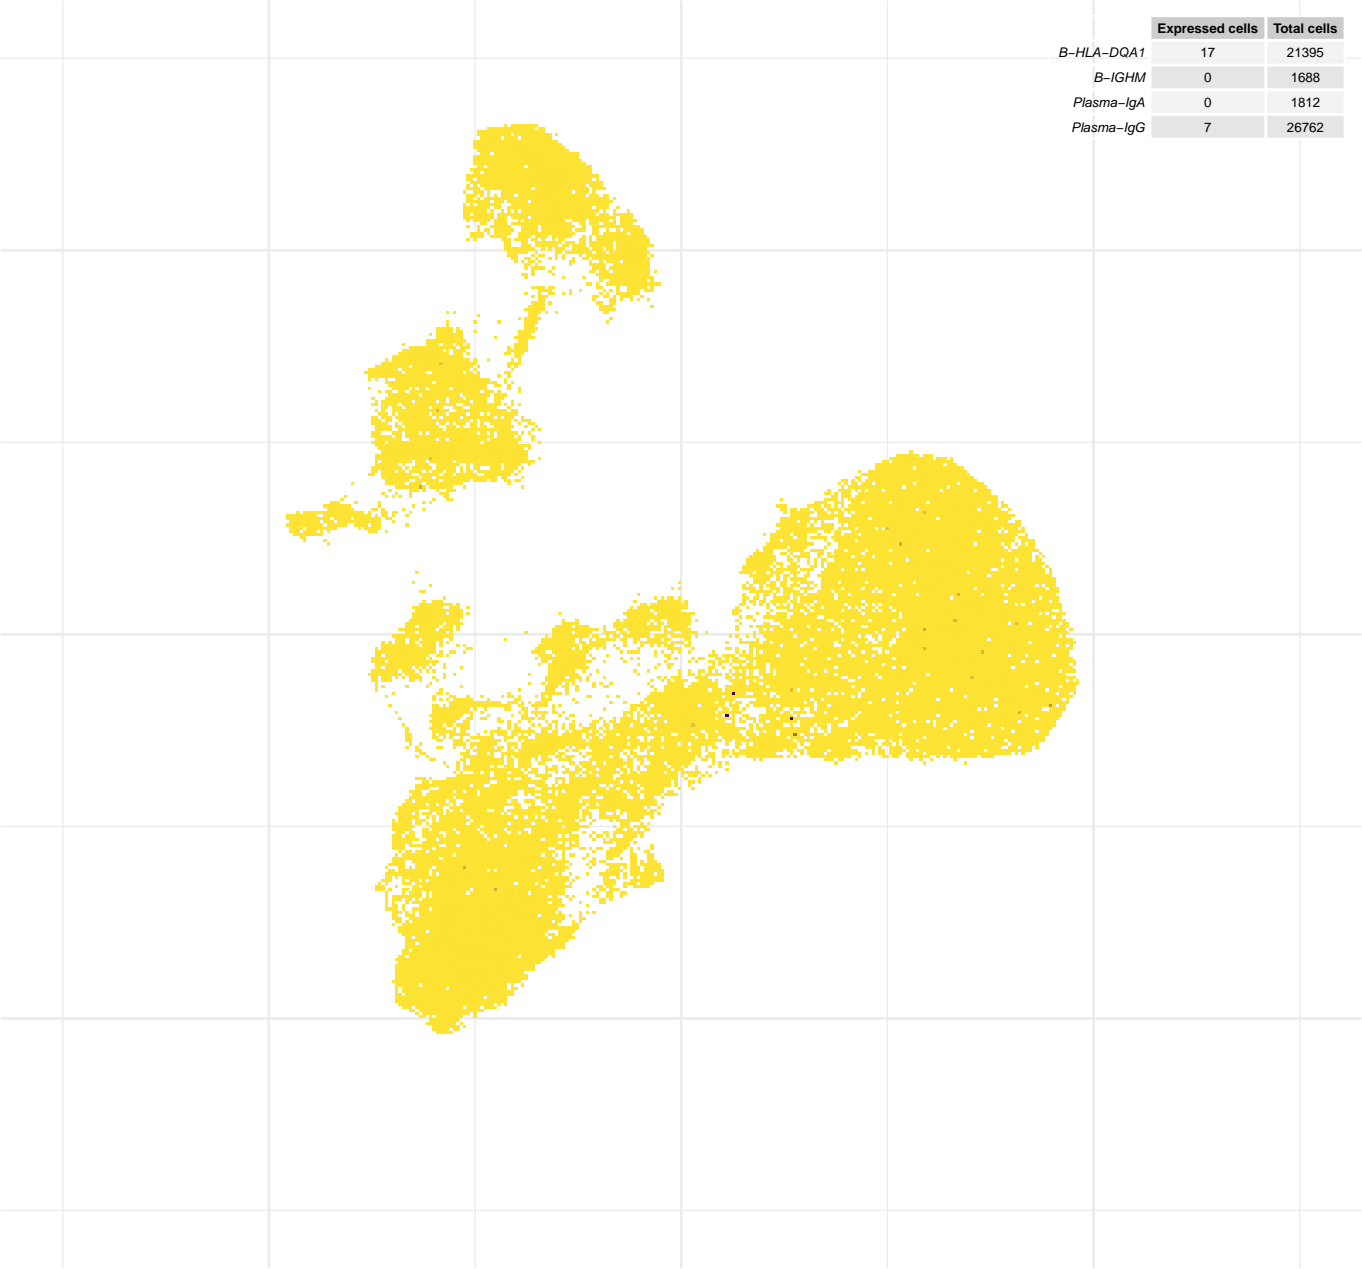 Expressed cells Total cells
B–HLA–DQA1 17 21395
B–IGHM 0 1688
Plasma–IgA 0 1812
Plasma–IgG 7 26762